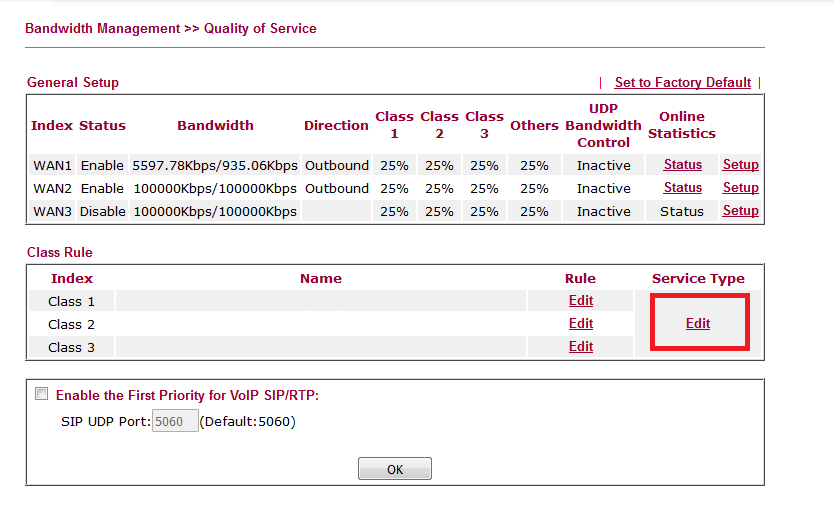 Bandwidth Management >> Quality of Service
General Setup | Set to Factory Default |
Index Status Bandwidth Direction Class 1 Class 2 Class 3 Others UDP Bandwidth Control Online Statistics
WAN1 Enable 5597.78Kbps/935.06Kbps Outbound 25% 25% 25% 25% Inactive Status Setup
WAN2 Enable 100000Kbps/100000Kbps Outbound 25% 25% 25% 25% Inactive Status Setup
WAN3 Disable 100000Kbps/100000Kbps 25% 25% 25% 25% Inactive Status Setup
Class Rule
Index Name Rule Service Type
Class 1 Edit
Class 2 Edit Edit
Class 3 Edit
Enable the First Priority for VoIP SIP/RTP:
SIP UDP Port: 5060 (Default:5060)
OK